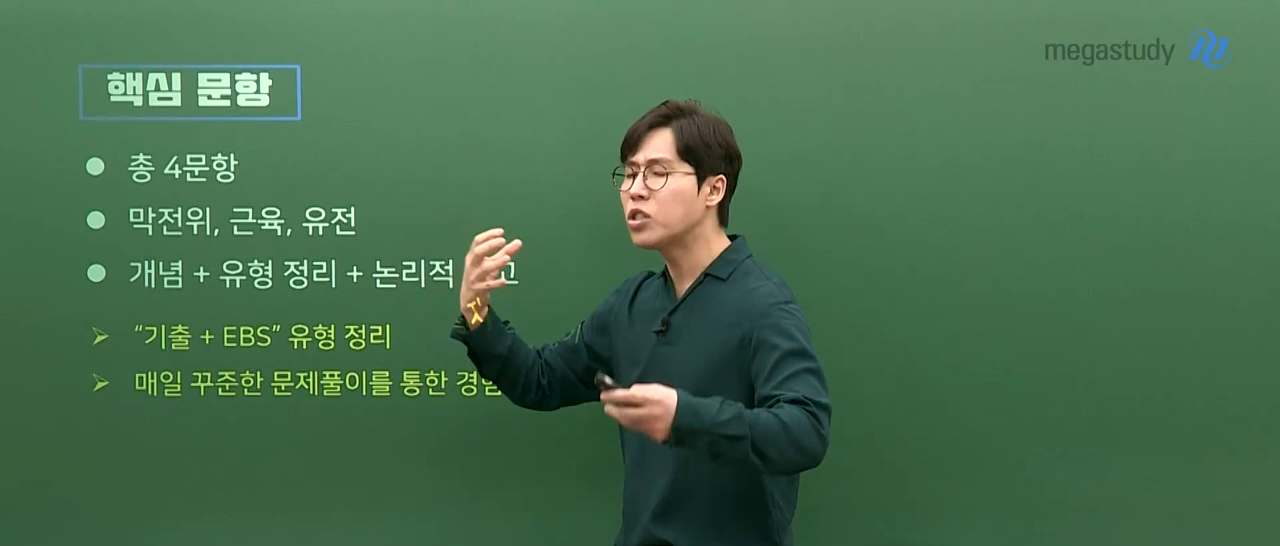 megastudy
핵심 문항
● 총 4문항
● 막전위, 근육, 유전
● 개념 + 유형 정리 + 논리적
➢ “기출 + EBS” 유형 정리
➢ 매일 꾸준한 문제풀이를 통한